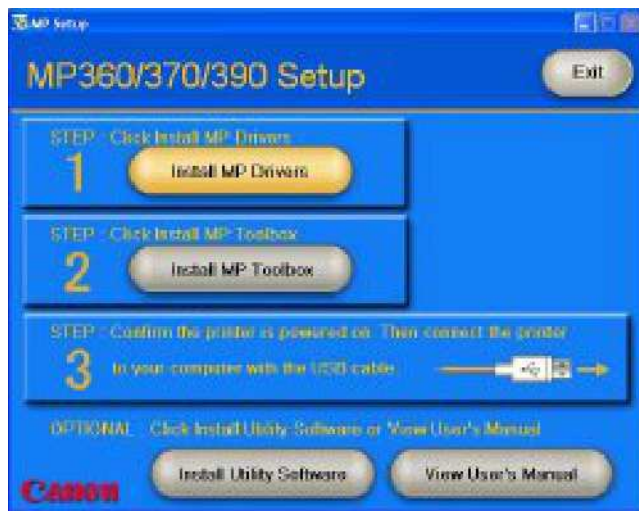 MP Setup
MP360/370/390 Setup
Exit
STEP : Click Install MP Drivers
1
Install MP Drivers
STEP : Click Install MP Toolbox
2
Install MP Toolbox
STEP : Confirm the printer is powered on. Then connect the printer
3
to your computer with the USB cable.
OPTIONAL : Click Install Utility Software or View User's Manual
Install Utility Software
View User's Manual
Canon